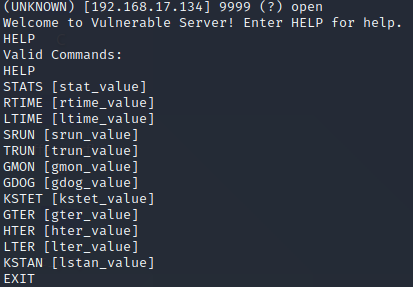 (UNKNOWN) [192.168.17.134] 9999 (?) open
Welcome to Vulnerable Server! Enter HELP for help.
HELP
Valid Commands:
HELP
STATS [stat_value]
RTIME [rtime_value]
LTIME [ltime_value]
SRUN [srun_value]
TRUN [trun_value]
GMON [gmon_value]
GDOG [gdog_value]
KSTET [kstet_value]
GTER [gter_value]
HTER [hter_value]
LTER [lter_value]
KSTAN [lstan_value]
EXIT